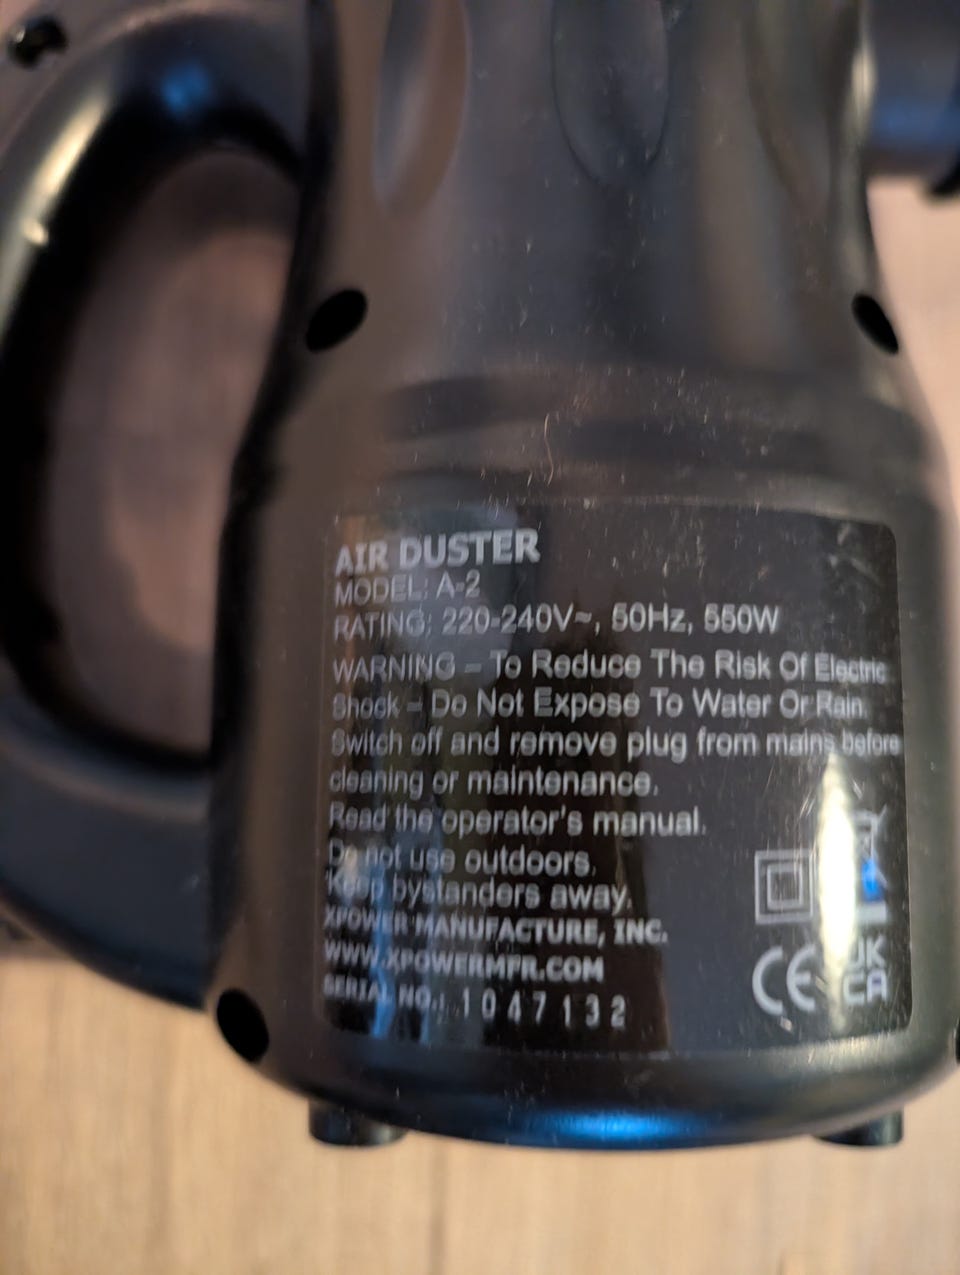 AIR DUSTER
MODEL: A-2
RATING: 220-240V~, 50Hz, 550W
WARNING – To Reduce The Risk Of Electric
Shock – Do Not Expose To Water Or Rain.
Switch off and remove plug from mains before
cleaning or maintenance.
Read the operator's manual.
Do not use outdoors.
Keep bystanders away.
XPOWER MANUFACTURE, INC.
WWW.XPOWERMFR.COM
SERIAL NO.: 1047132
CE
UK
CA